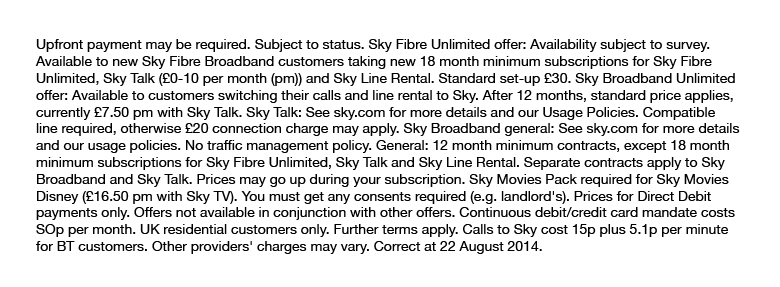 Upfront payment may be required. Subject to status. Sky Fibre Unlimited offer: Availability subject to survey.
Available to new Sky Fibre Broadband customers taking new 18 month minimum subscriptions for Sky Fibre
Unlimited, Sky Talk (£0-10 per month (pm)) and Sky Line Rental. Standard set-up £30. Sky Broadband Unlimited
offer: Available to customers switching their calls and line rental to Sky. After 12 months, standard price applies,
currently £7.50 pm with Sky Talk. Sky Talk: See sky.com for more details and our Usage Policies. Compatible
line required, otherwise £20 connection charge may apply. Sky Broadband general: See sky.com for more details
and our usage policies. No traffic management policy. General: 12 month minimum contracts, except 18 month
minimum subscriptions for Sky Fibre Unlimited, Sky Talk and Sky Line Rental. Separate contracts apply to Sky
Broadband and Sky Talk. Prices may go up during your subscription. Sky Movies Pack required for Sky Movies
Disney (£16.50 pm with Sky TV). You must get any consents required (e.g. landlord's). Prices for Direct Debit
payments only. Offers not available in conjunction with other offers. Continuous debit/credit card mandate costs
SOp per month. UK residential customers only. Further terms apply. Calls to Sky cost 15p plus 5.1p per minute
for BT customers. Other providers' charges may vary. Correct at 22 August 2014.